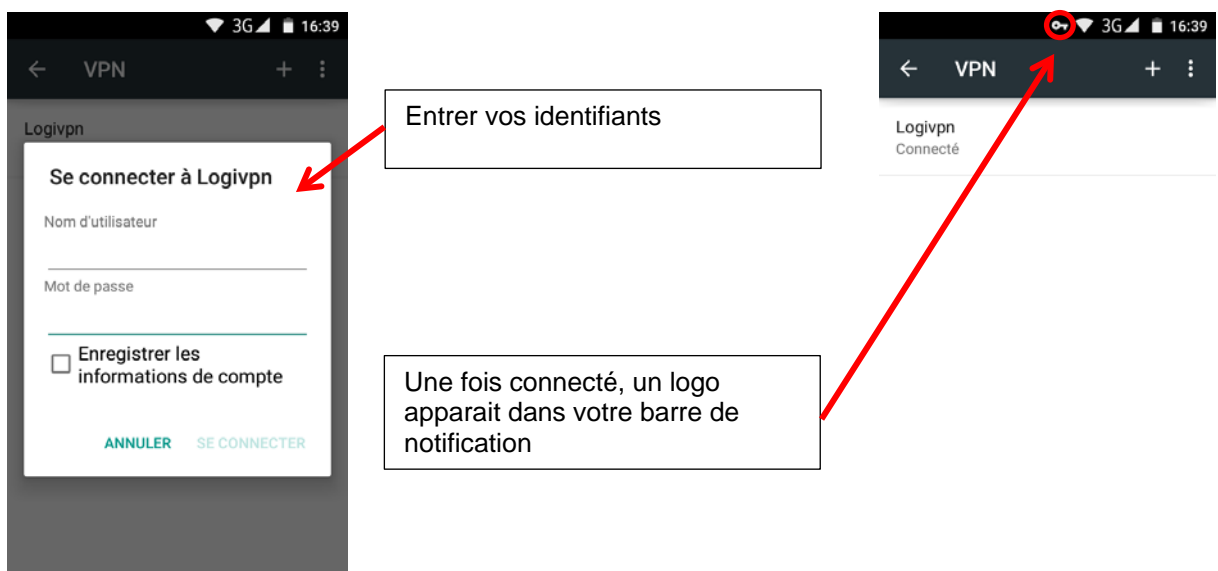 3G 16:39
VPN
Logivpn
Se connecter à Logivpn
Nom d'utilisateur
Mot de passe
Enregistrer les
informations de compte
ANNULER SE CONNECTER
Entrer vos identifiants
Une fois connecté, un logo
apparait dans votre barre de
notification
3G 16:39
VPN
Logivpn
Connecté